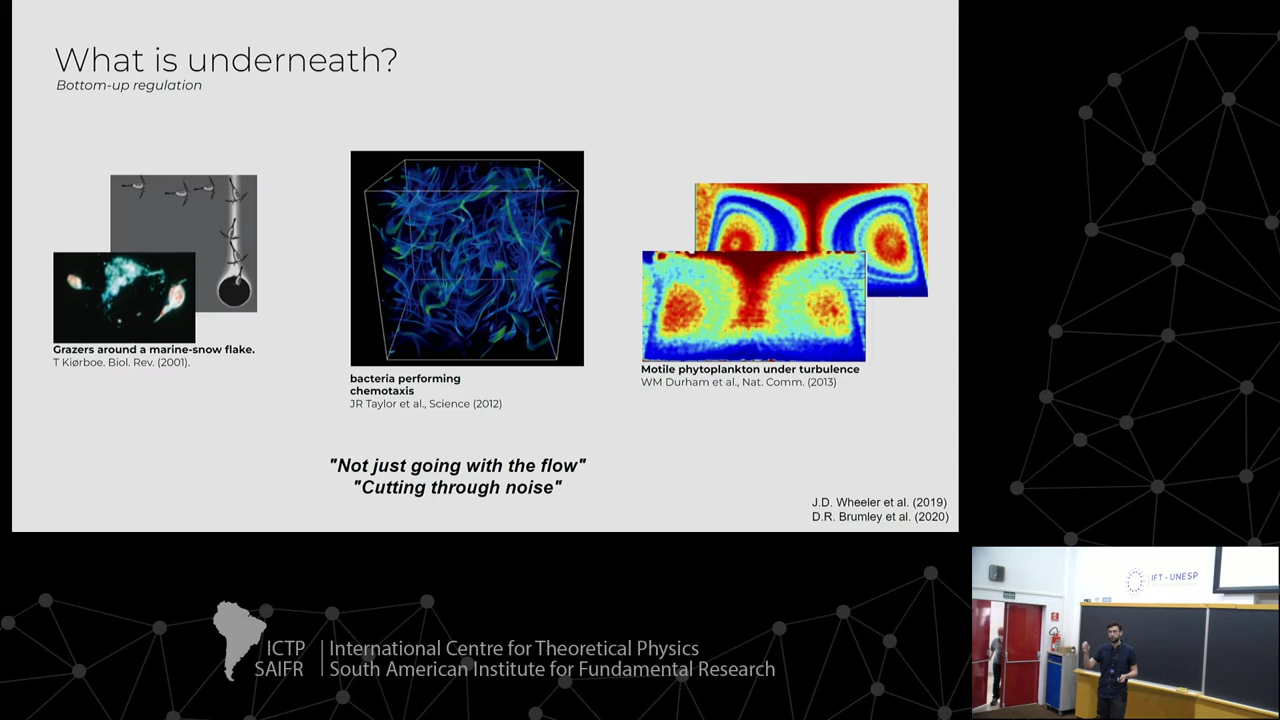 What is underneath?
Bottom-up regulation
Grazers around a marine-snow flake.
T Kiørboe. Biol. Rev. (2001).
bacteria performing
chemotaxis
JR Taylor et al., Science (2012)
Motile phytoplankton under turbulence
WM Durham et al., Nat. Comm. (2013)
"Not just going with the flow"
"Cutting through noise"
J.D. Wheeler et al. (2019)
D.R. Brumley et al. (2020)
IFT - UNESP
ICTP | International Centre for Theoretical Physics
SAIFR | South American Institute for Fundamental Research